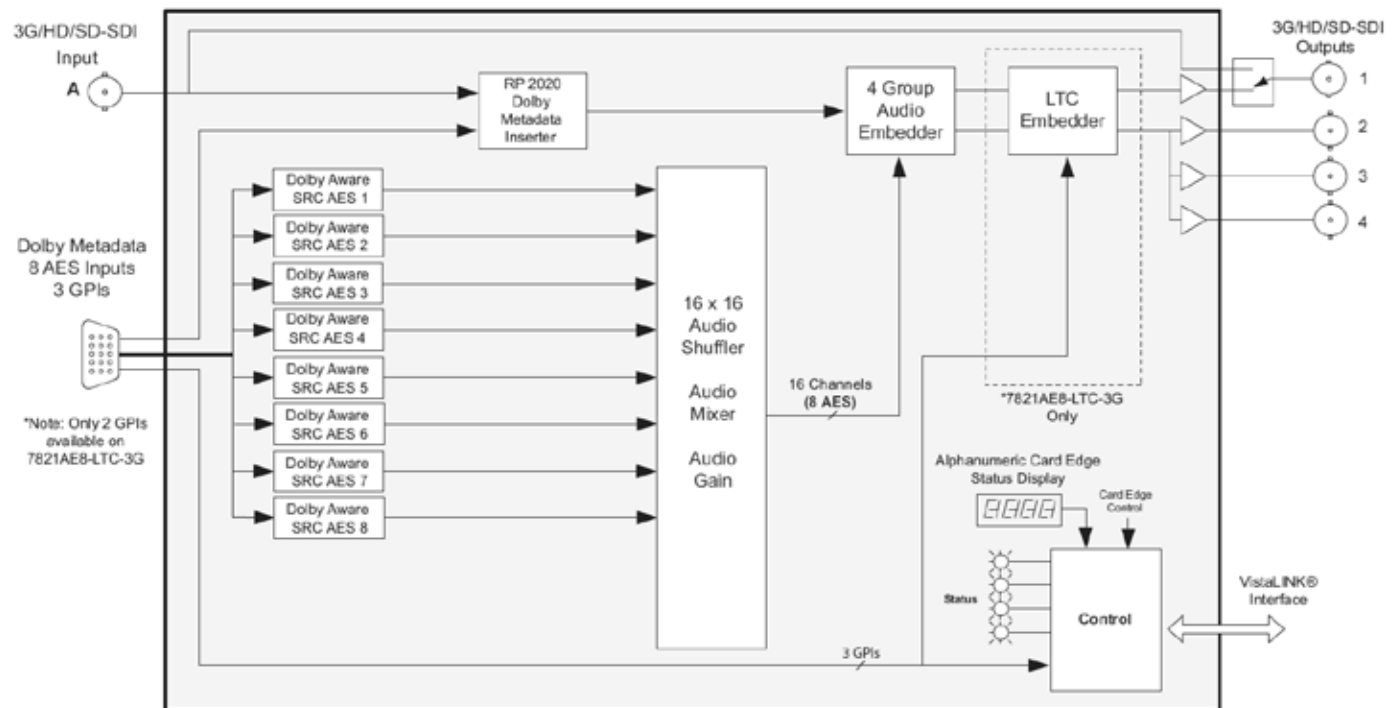 3G/HD/SD-SDI
Input
A
RP 2020
Dolby
Metadata
Inserter
4 Group
Audio
Embedder
LTC
Embedder
3G/HD/SD-SDI
Outputs
1
2
3
4
Dolby Metadata
8 AES Inputs
3 GPIs
*Note: Only 2 GPIs
available on
7821AE8-LTC-3G
Dolby Aware
SRC AES 1
Dolby Aware
SRC AES 2
Dolby Aware
SRC AES 3
Dolby Aware
SRC AES 4
Dolby Aware
SRC AES 5
Dolby Aware
SRC AES 6
Dolby Aware
SRC AES 7
Dolby Aware
SRC AES 8
16 x 16
Audio
Shuffler
Audio
Mixer
Audio
Gain
16 Channels
(8 AES)
*7821AE8-LTC-3G
Only
Alphanumeric Card Edge
Status Display
Card Edge
Control
Status
Control
VistaLINK®
Interface
3 GPIs